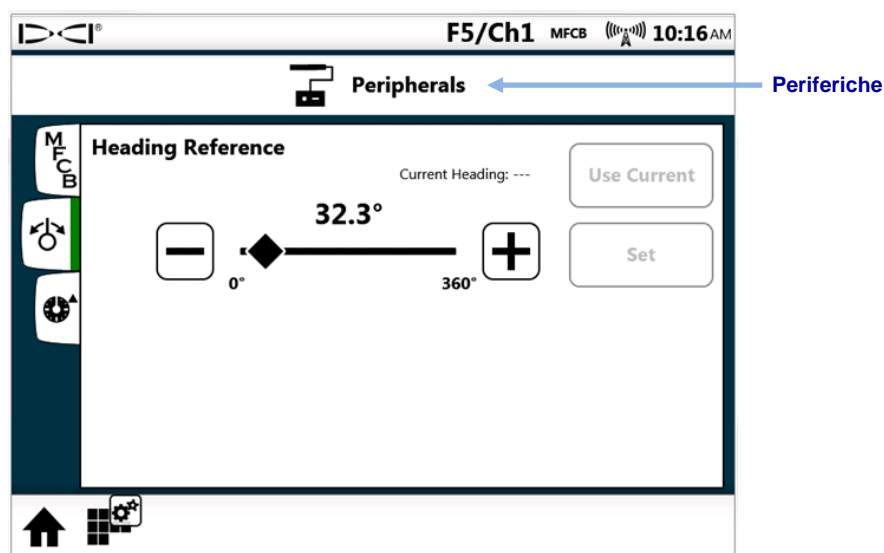 DCI® F5/Ch1 MFCB 10:16AM
Peripherals Periferiche
MFCB
Heading Reference
Current Heading: ---
Use Current
32.3°
Set
0° 360°